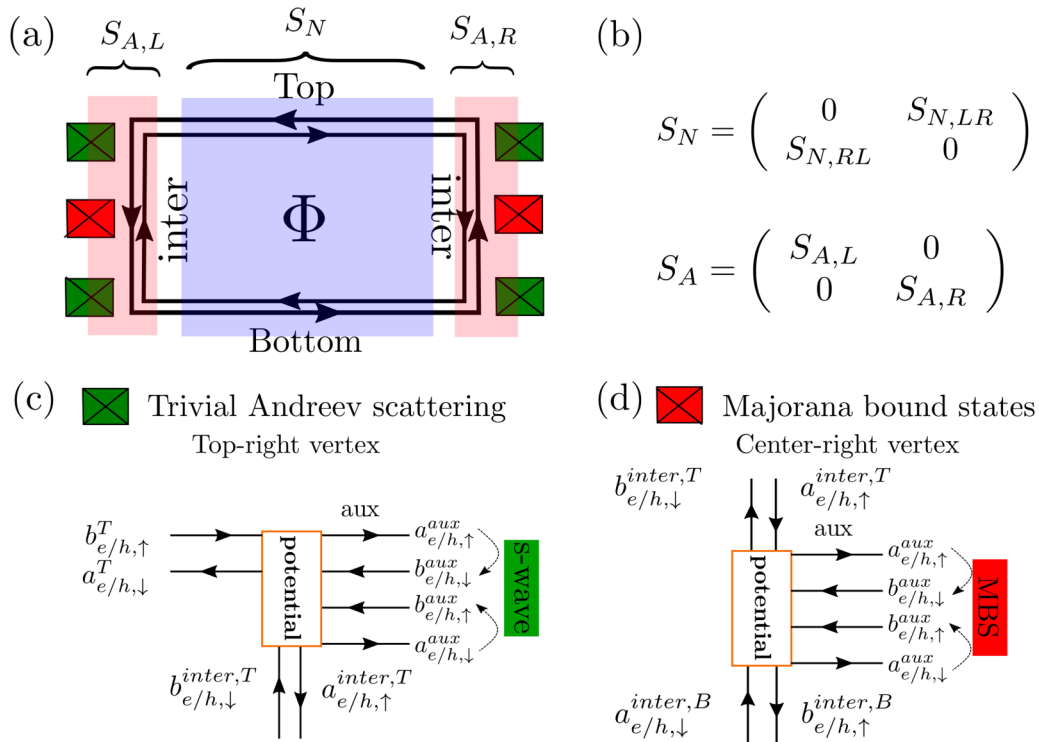 (a)
S_{A,L}
S_N
S_{A,R}
Top
inter
Φ
inter
Bottom
(b)
S_N = ( 0 S_{N,LR}
S_{N,RL} 0 )
S_A = ( S_{A,L} 0
0 S_{A,R} )
(c) Trivial Andreev scattering
Top-right vertex
aux
b^{T}_{e/h,↑}
a^{T}_{e/h,↓}
potential
a^{aux}_{e/h,↑}
b^{aux}_{e/h,↓}
b^{aux}_{e/h,↑}
a^{aux}_{e/h,↓}
s-wave
b^{inter,T}_{e/h,↓} a^{inter,T}_{e/h,↑}
(d) Majorana bound states
Center-right vertex
b^{inter,T}_{e/h,↓} a^{inter,T}_{e/h,↑}
aux
potential
a^{aux}_{e/h,↑}
b^{aux}_{e/h,↓}
b^{aux}_{e/h,↑}
a^{aux}_{e/h,↓}
MBS
a^{inter,B}_{e/h,↓} b^{inter,B}_{e/h,↑}